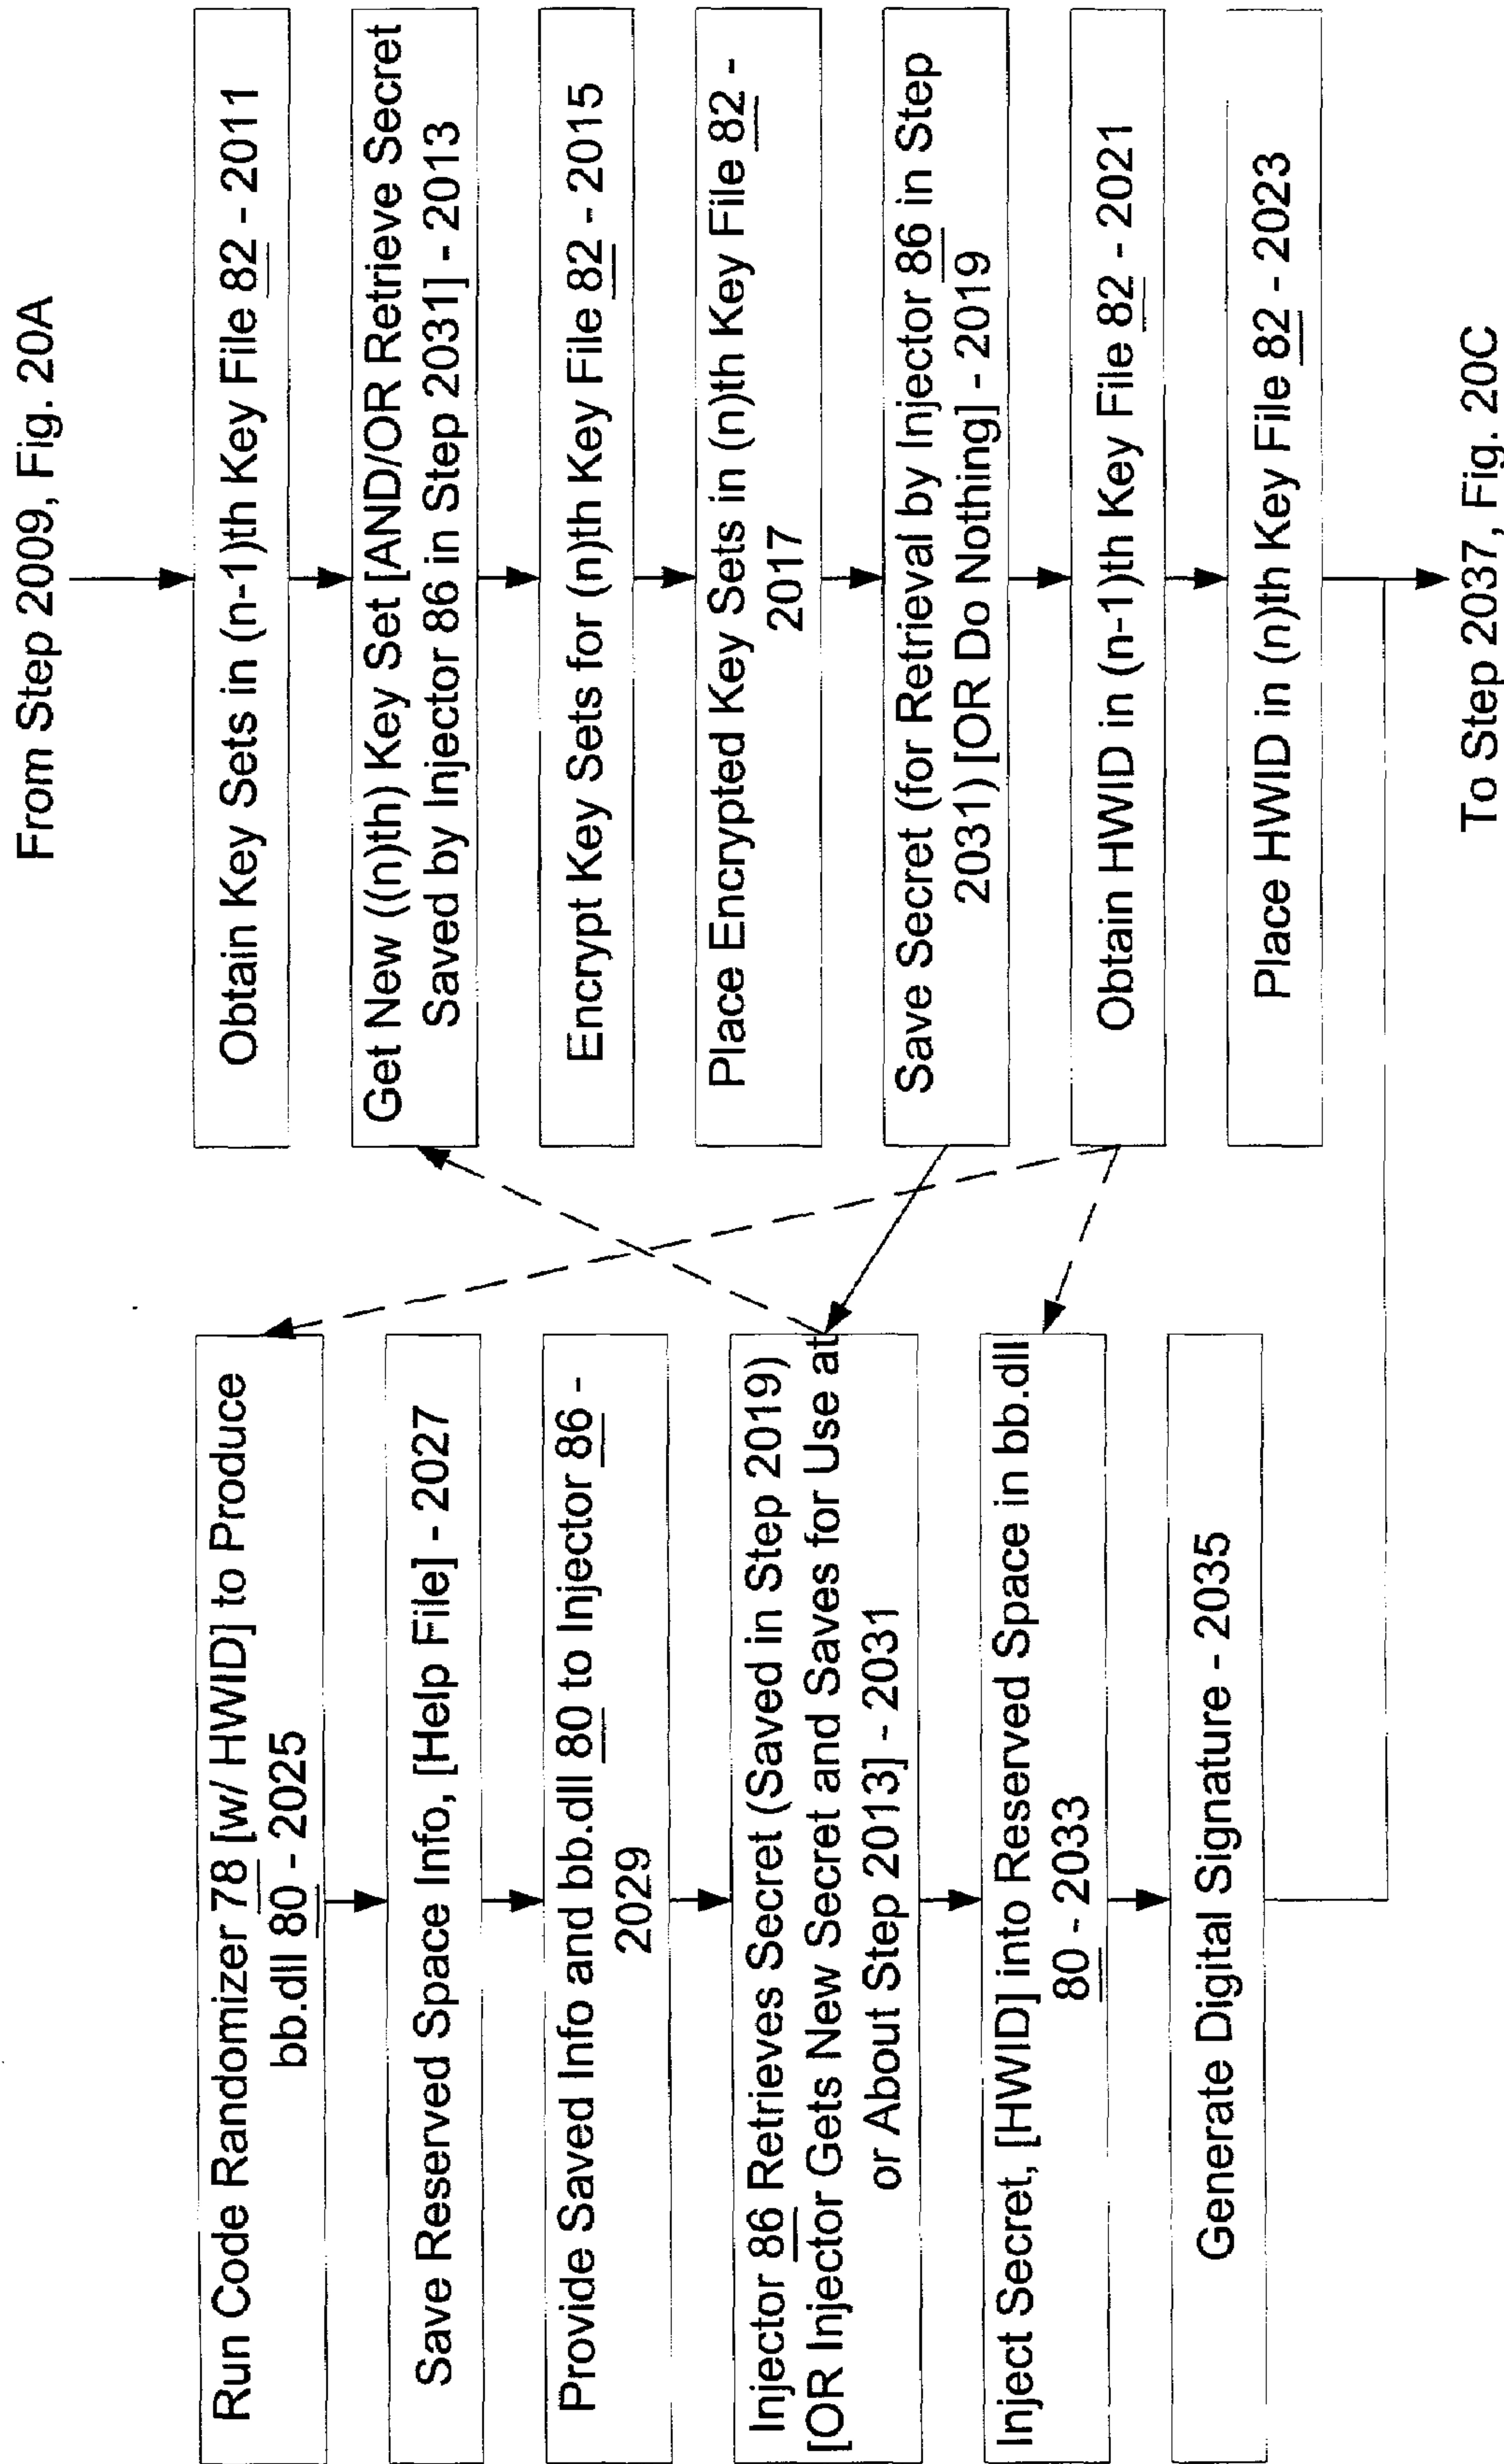 From Step 2009, Fig. 20A
Obtain Key Sets in (n-1)th Key File 82 - 2011
Get New ((n)th) Key Set [AND/OR Retrieve Secret
Saved by Injector 86 in Step 2031] - 2013
Encrypt Key Sets for (n)th Key File 82 - 2015
Place Encrypted Key Sets in (n)th Key File 82 -
2017
Save Secret (for Retrieval by Injector 86 in Step
2031) [OR Do Nothing] - 2019
Obtain HWID in (n-1)th Key File 82 - 2021
Place HWID in (n)th Key File 82 - 2023
Run Code Randomizer 78 [w/ HWID] to Produce
bb.dll 80 - 2025
Save Reserved Space Info, [Help File] - 2027
Provide Saved Info and bb.dll 80 to Injector 86 -
2029
Injector 86 Retrieves Secret (Saved in Step 2019)
[OR Injector Gets New Secret and Saves for Use at
or About Step 2013] - 2031
Inject Secret, [HWID] into Reserved Space in bb.dll
80 - 2033
Generate Digital Signature - 2035
To Step 2037, Fig. 20C